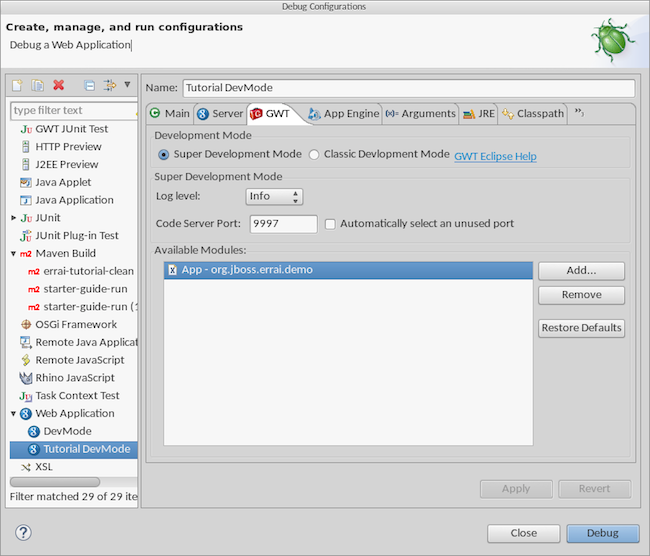 Debug Configurations
Create, manage, and run configurations
Debug a Web Application
type filter text
GWT JUnit Test
HTTP Preview
J2EE Preview
Java Applet
Java Application
JUnit
JUnit Plug-in Test
Maven Build
errai-tutorial-clean
starter-guide-run
starter-guide-run (1
OSGi Framework
Remote Java Applicat
Remote JavaScript
Rhino JavaScript
Task Context Test
Web Application
DevMode
Tutorial DevMode
XSL
Filter matched 29 of 29 ite
Name: Tutorial DevMode
Main Server GWT App Engine Arguments JRE Classpath
Development Mode
Super Development Mode Classic Devlopment Mode GWT Eclipse Help
Super Development Mode
Log level: Info
Code Server Port: 9997 Automatically select an unused port
Available Modules:
App - org.jboss.errai.demo
Add...
Remove
Restore Defaults
Apply Revert
Close Debug